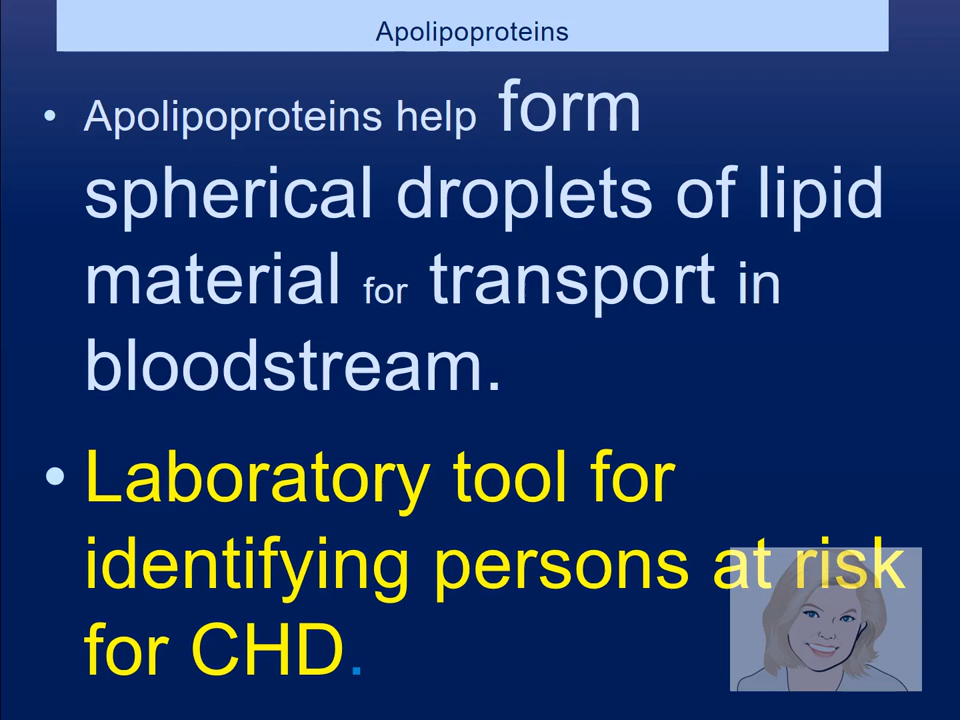 Apolipoproteins
• Apolipoproteins help form
spherical droplets of lipid
material for transport in
bloodstream.
• Laboratory tool for
identifying persons at risk
for CHD.